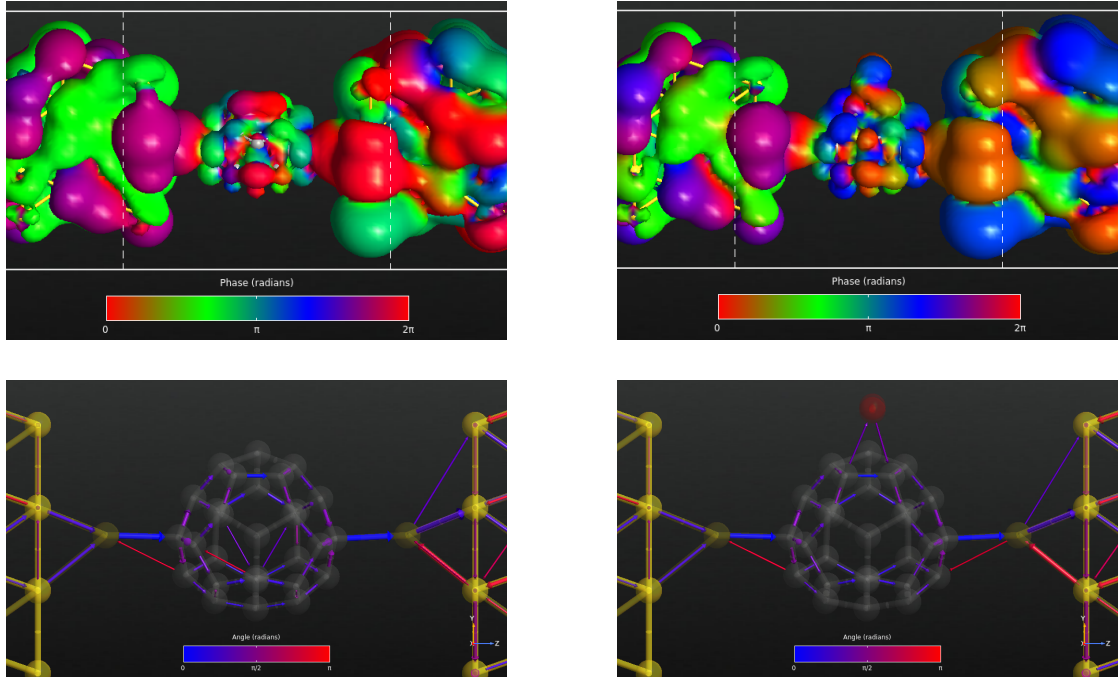 Phase (radians)
0 π 2π
Phase (radians)
0 π 2π
Angle (radians)
0 π/2 π
Y
X Z
Angle (radians)
0 π/2 π
Y
X Z